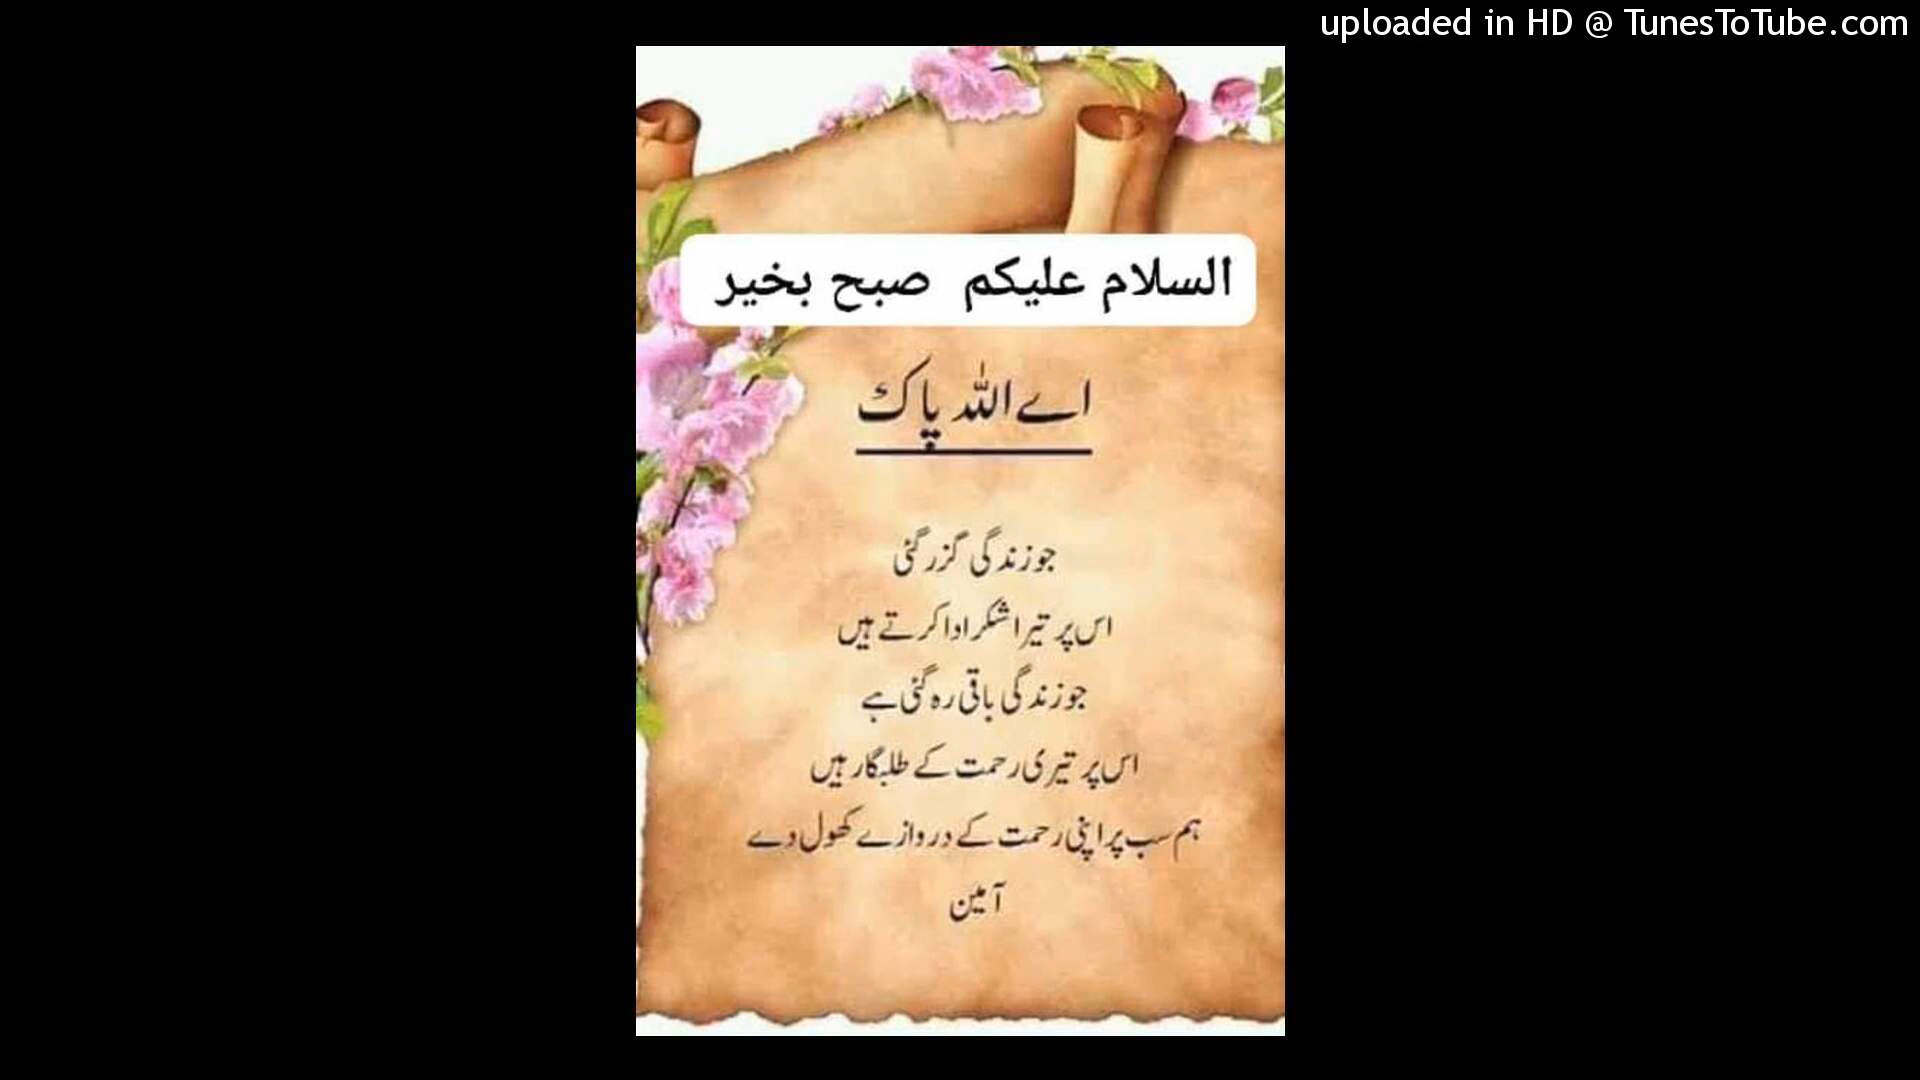 uploaded in HD @ TunesToTube.com
السلام علیکم صبح بخیر
اے اللہ پاک
جو زندگی گزر گئی
اس پر تیرا شکر ادا کرتے ہیں
جو زندگی باقی رہ گئی ہے
اس پر تیری رحمت کے طلبگار ہیں
ہم سب پر اپنی رحمت کے دروازے کھول دے
آمین